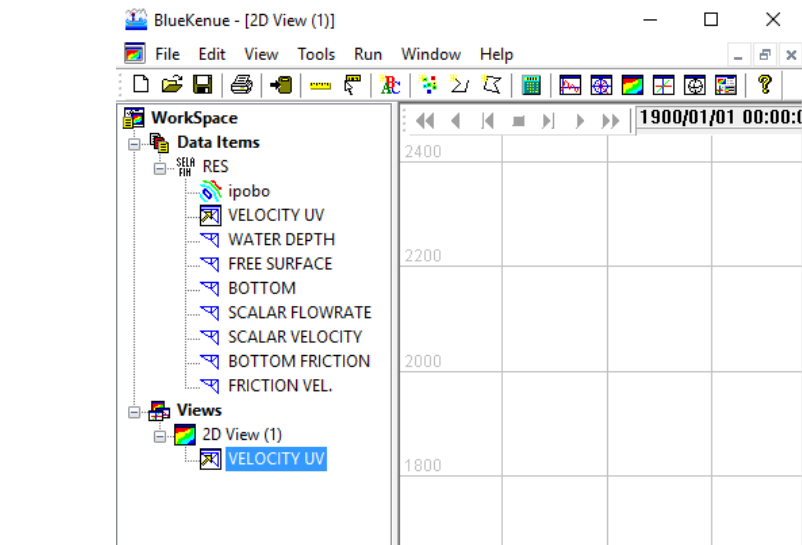 BlueKenue - [2D View (1)]
File Edit View Tools Run Window Help
WorkSpace
Data Items
SELA
FIH
RES
ipobo
VELOCITY UV
WATER DEPTH
FREE SURFACE
BOTTOM
SCALAR FLOWRATE
SCALAR VELOCITY
BOTTOM FRICTION
FRICTION VEL.
Views
2D View (1)
VELOCITY UV
1900/01/01 00:00:0
2400
2200
2000
1800